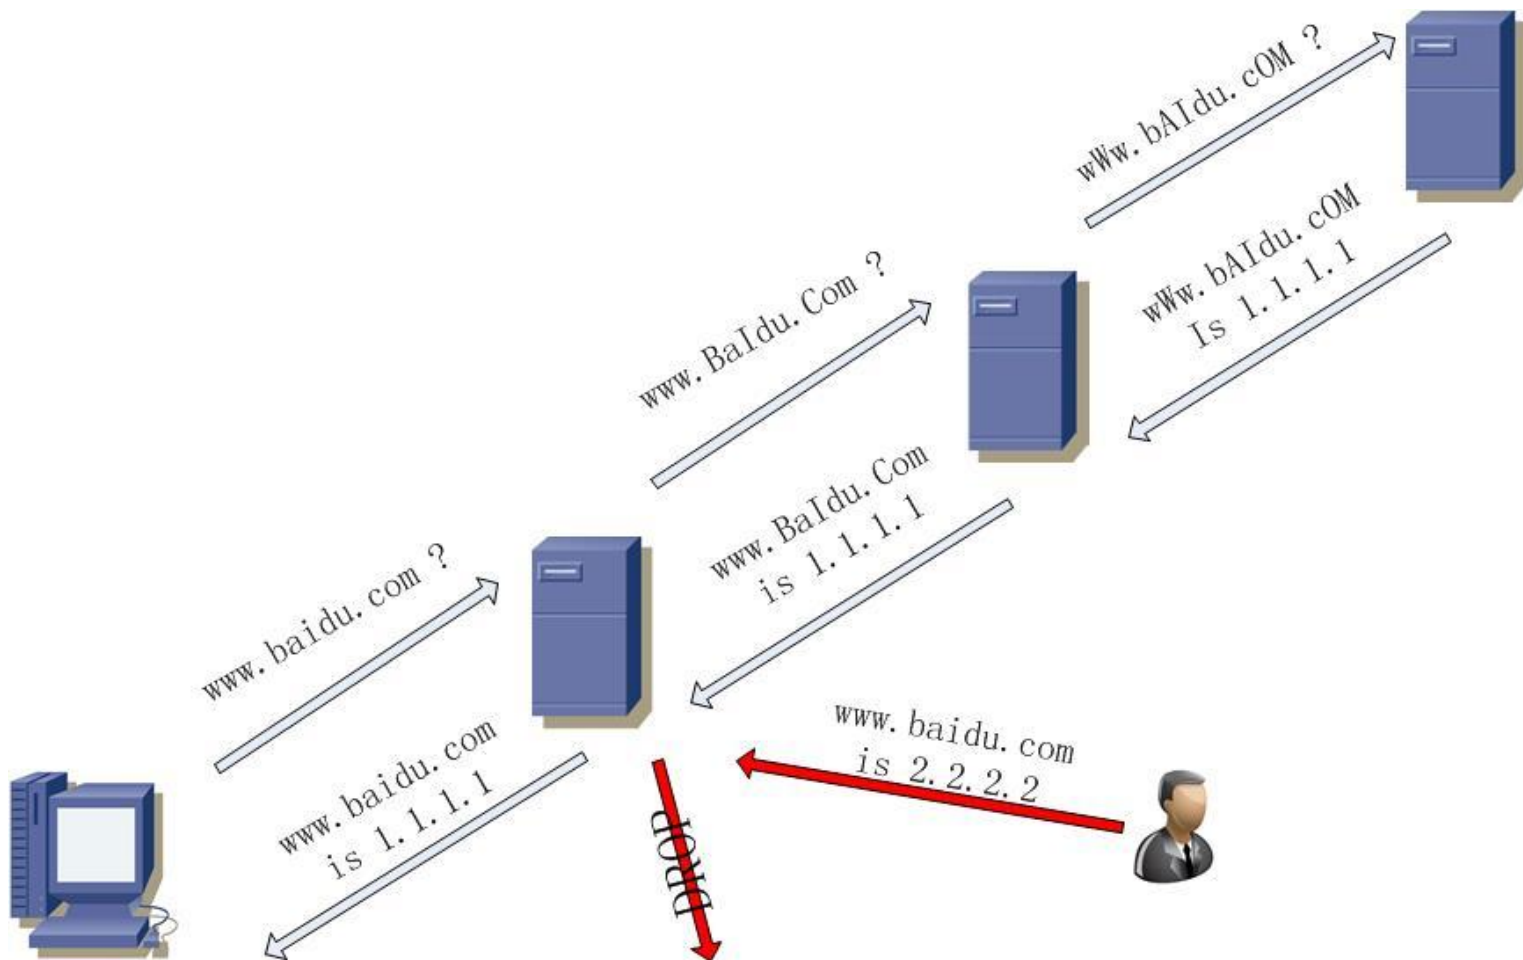 wWw.bAIdu.cOM ?
wWw.bAIdu.cOM
Is 1.1.1.1
www.BaIdu.Com ?
www.BaIdu.Com
is 1.1.1.1
www.baidu.com ?
www.baidu.com
is 1.1.1.1
www.baidu.com
is 2.2.2.2
DROP